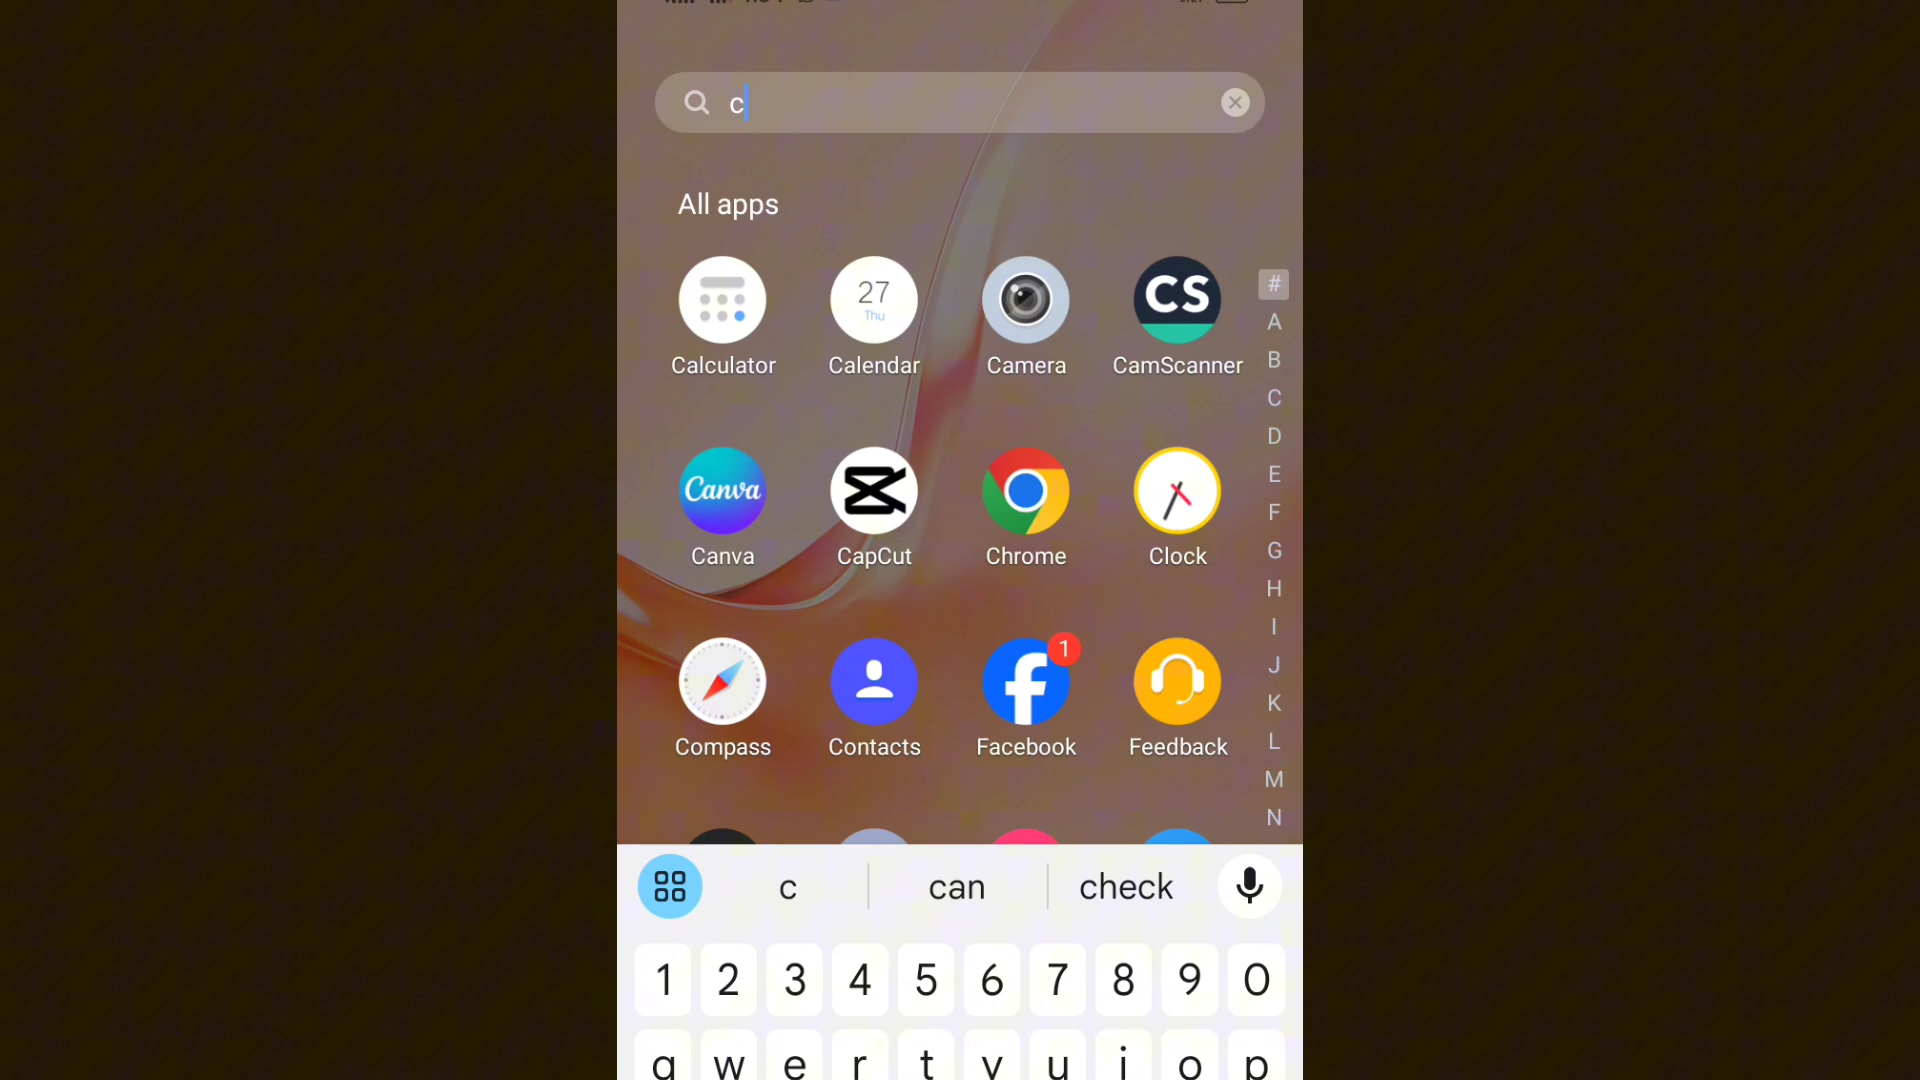 c
All apps
#
27
Thu
CS
Calculator Calendar Camera CamScanner
A
B
C
D
Canva
E
F
Canva CapCut Chrome Clock
G
H
I
1
J
K
Compass Contacts Facebook Feedback
L
M
N
c can check
1 2 3 4 5 6 7 8 9 0
q w e r t y u i o p